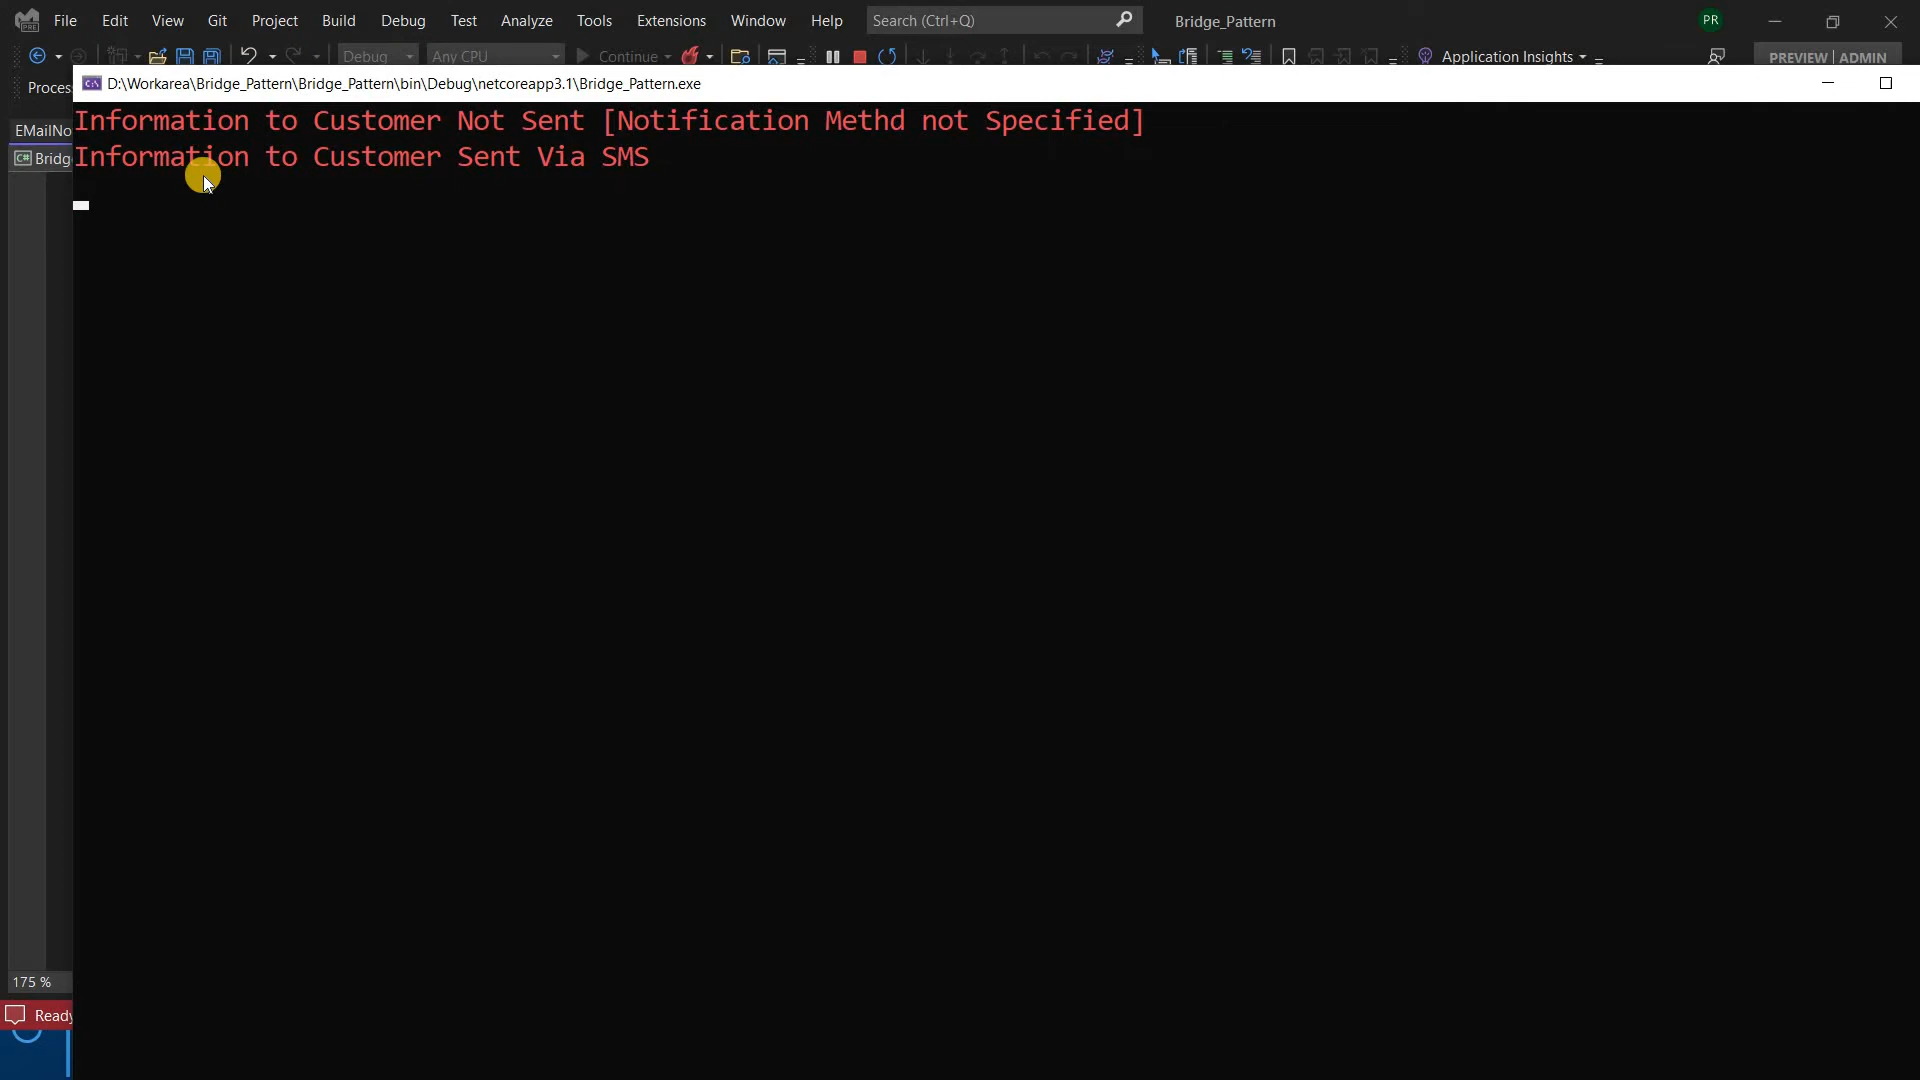 File Edit View Git Project Build Debug Test Analyze Tools Extensions Window Help Search (Ctrl+Q) Bridge_Pattern PR
Debug Any CPU Continue Application Insights PREVIEW ADMIN
Proces
D:\Workarea\Bridge_Pattern\Bridge_Pattern\bin\Debug\netcoreapp3.1\Bridge_Pattern.exe
EMailNo
Information to Customer Not Sent [Notification Methd not Specified]
C# Bridg
Information to Customer Sent Via SMS
175 %
Ready